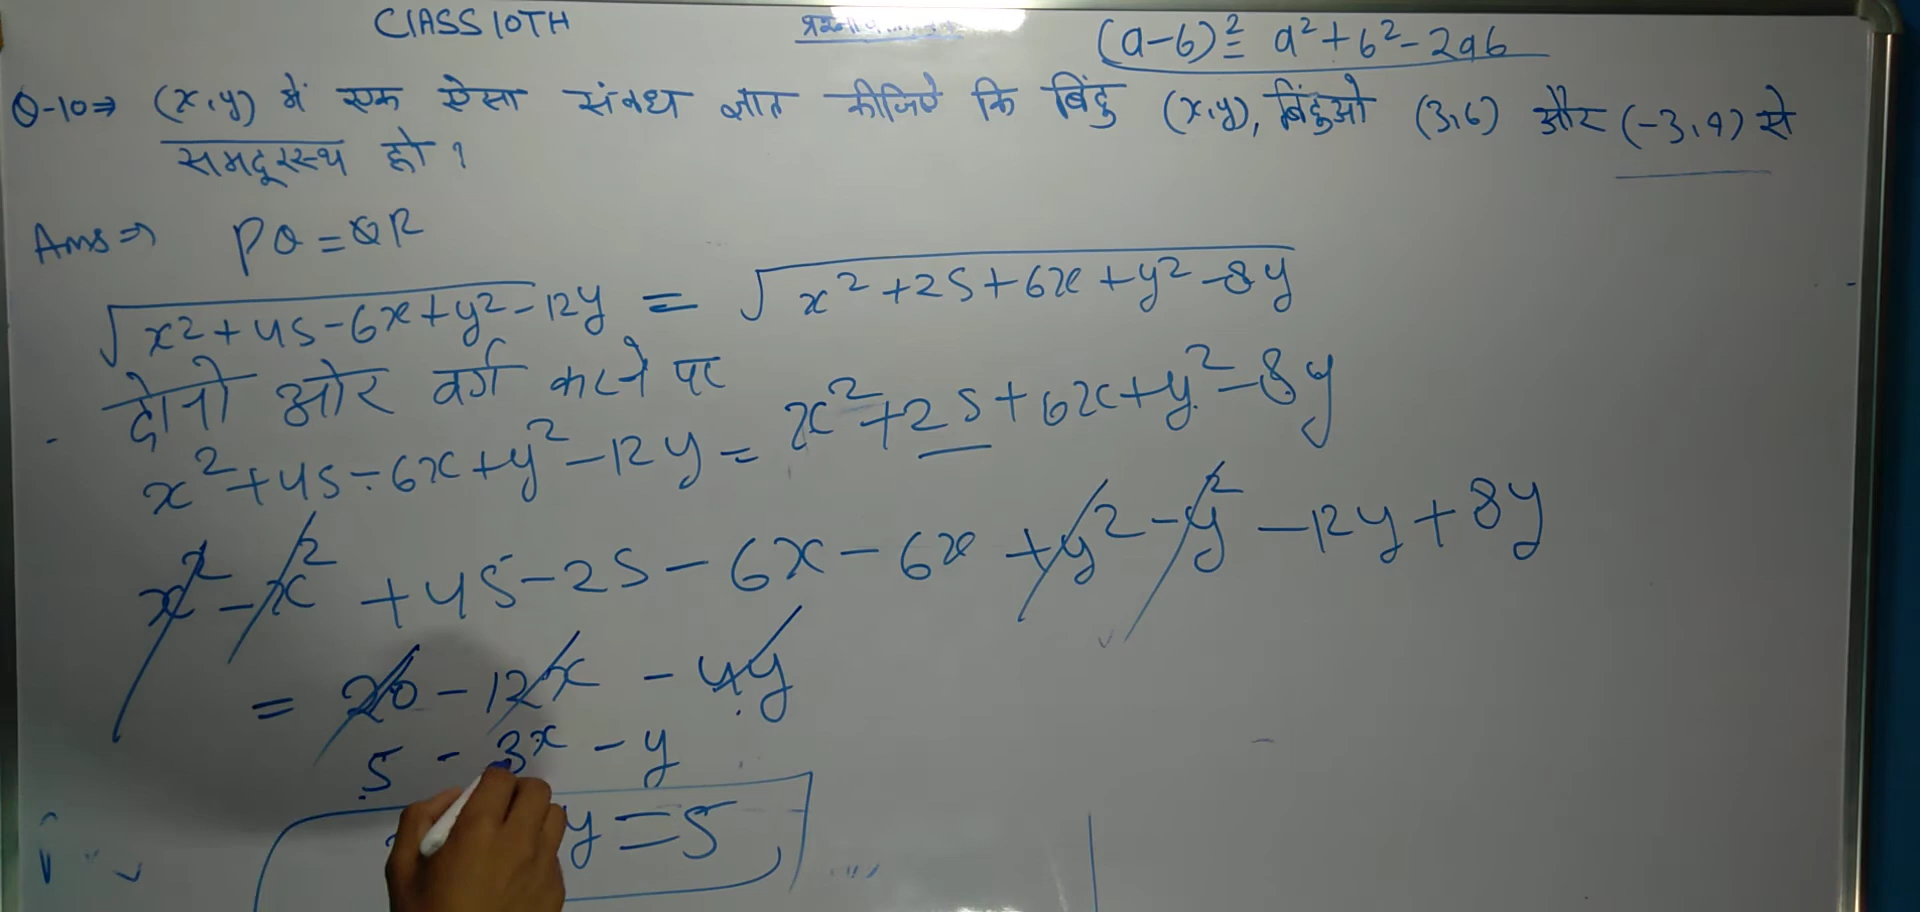 CLASS 10TH
(a-b)² = a²+b²-2ab
Q-10⇒ (x,y) में एक ऐसा संबध ज्ञात कीजिऐ कि बिंदु (x,y), बिंदुओ (3,6) और (-3,4) से
समदूरस्थ हो ?
Ans⇒ PQ = QR
√x²+45-6x+y²-12y = √x²+25+6x+y²-8y
दोनो ओर वर्ग करने पर
x²+45-6x+y²-12y = x²+25+6x+y²-8y
x²-x²+45-25-6x-6x+y²-y²-12y+8y
= 20-12x-4y
5-3x-y
y=5